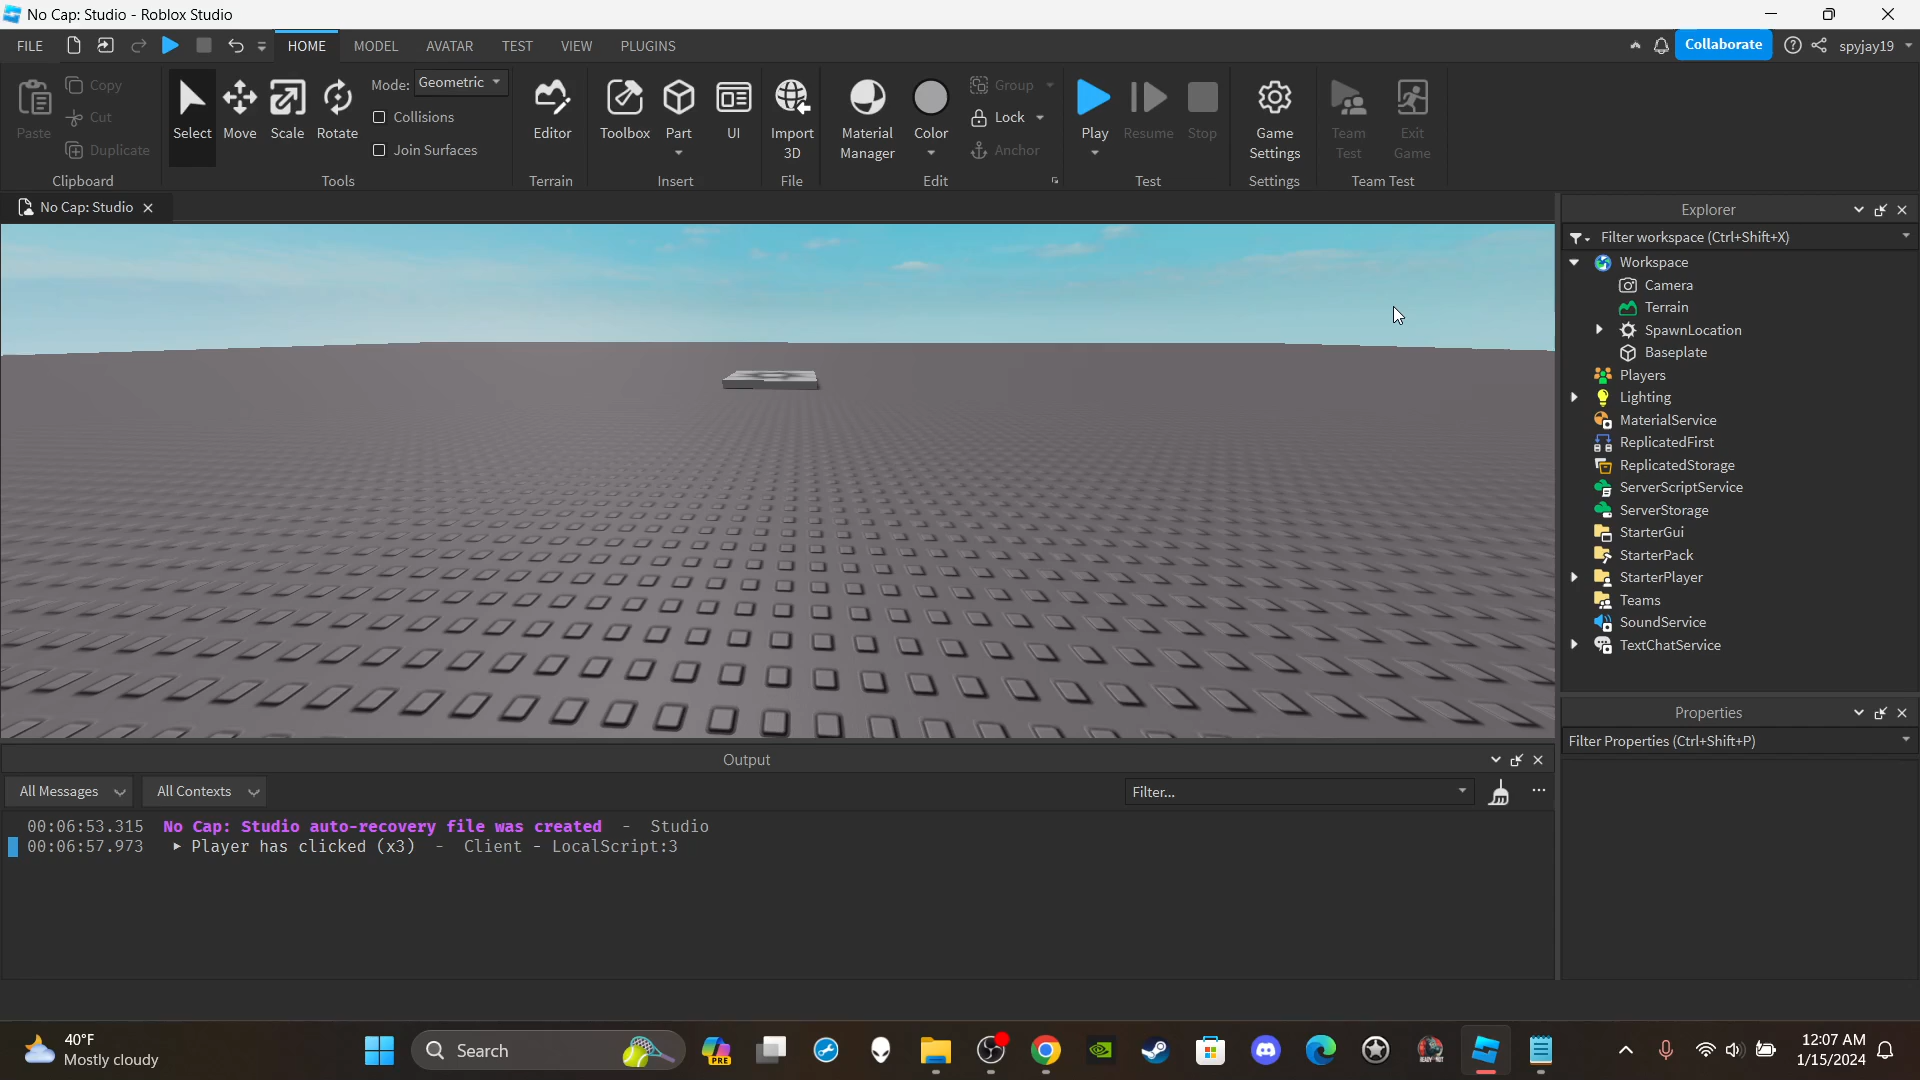 No Cap: Studio - Roblox Studio
FILE HOME MODEL AVATAR TEST VIEW PLUGINS Collaborate spyjay19
Paste Copy Cut Duplicate
Clipboard
Select Move Scale Rotate
Mode: Geometric
Collisions
Join Surfaces
Tools
Editor
Terrain
Toolbox Part UI
Insert
Import 3D
File
Material Manager Color
Group
Lock
Anchor
Edit
Play Resume Stop
Test
Game Settings
Settings
Team Test Exit Game
Team Test
No Cap: Studio
Explorer
Filter workspace (Ctrl+Shift+X)
Workspace
Camera
Terrain
SpawnLocation
Baseplate
Players
Lighting
MaterialService
ReplicatedFirst
ReplicatedStorage
ServerScriptService
ServerStorage
StarterGui
StarterPack
StarterPlayer
Teams
SoundService
TextChatService
Properties
Filter Properties (Ctrl+Shift+P)
Output
All Messages All Contexts Filter...
00:06:53.315 No Cap: Studio auto-recovery file was created - Studio
00:06:57.973 Player has clicked (x3) - Client - LocalScript:3
40°F
Mostly cloudy
Search
PRE
READY OR NOT
12:07 AM
1/15/2024